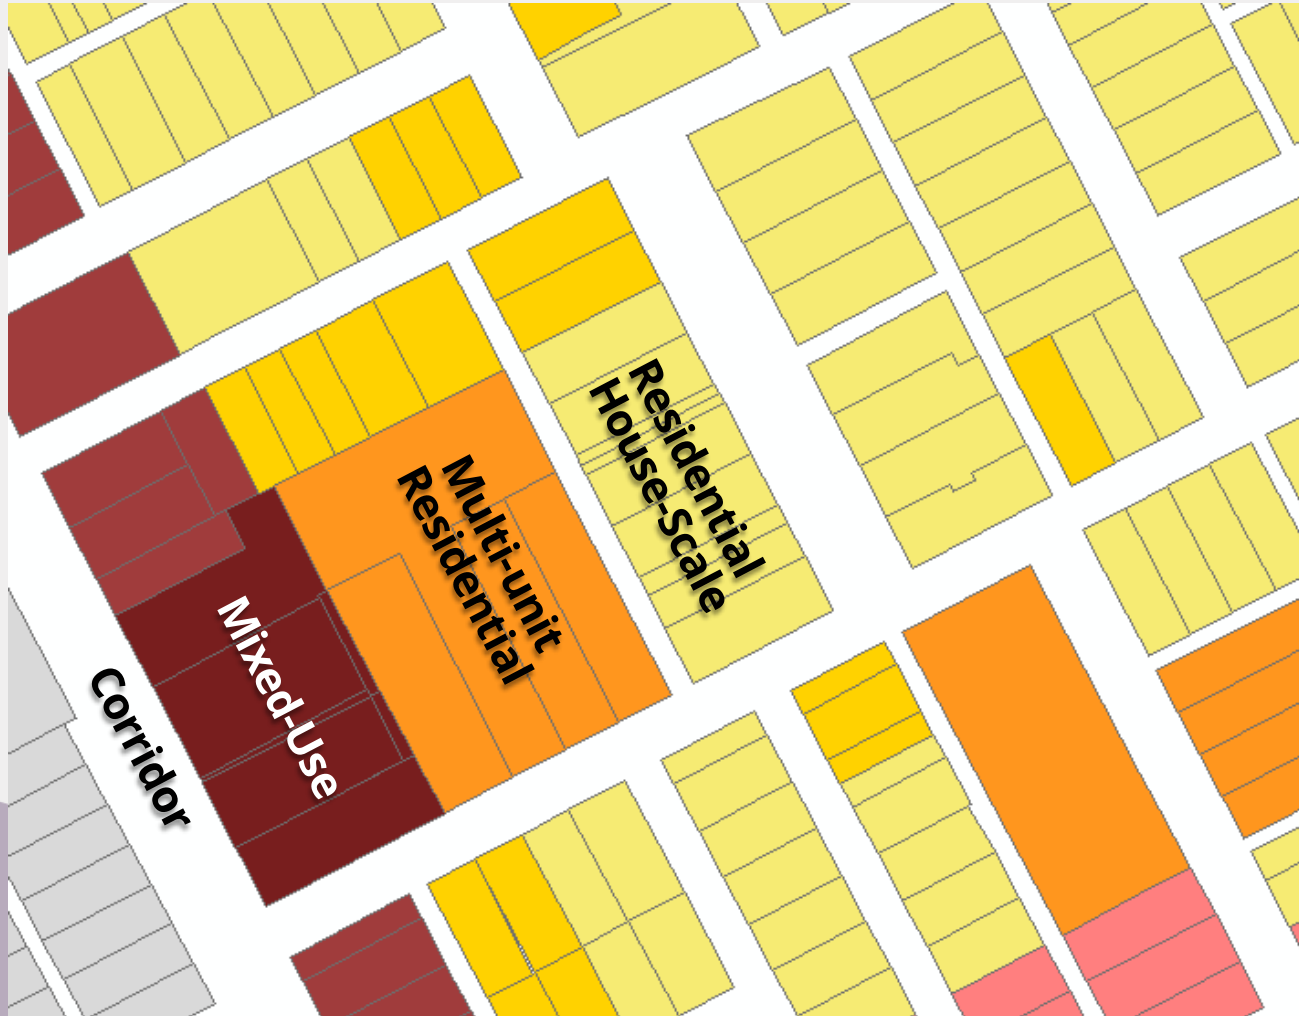 Residential
House-Scale
Multi-unit
Residential
Mixed-Use
Corridor